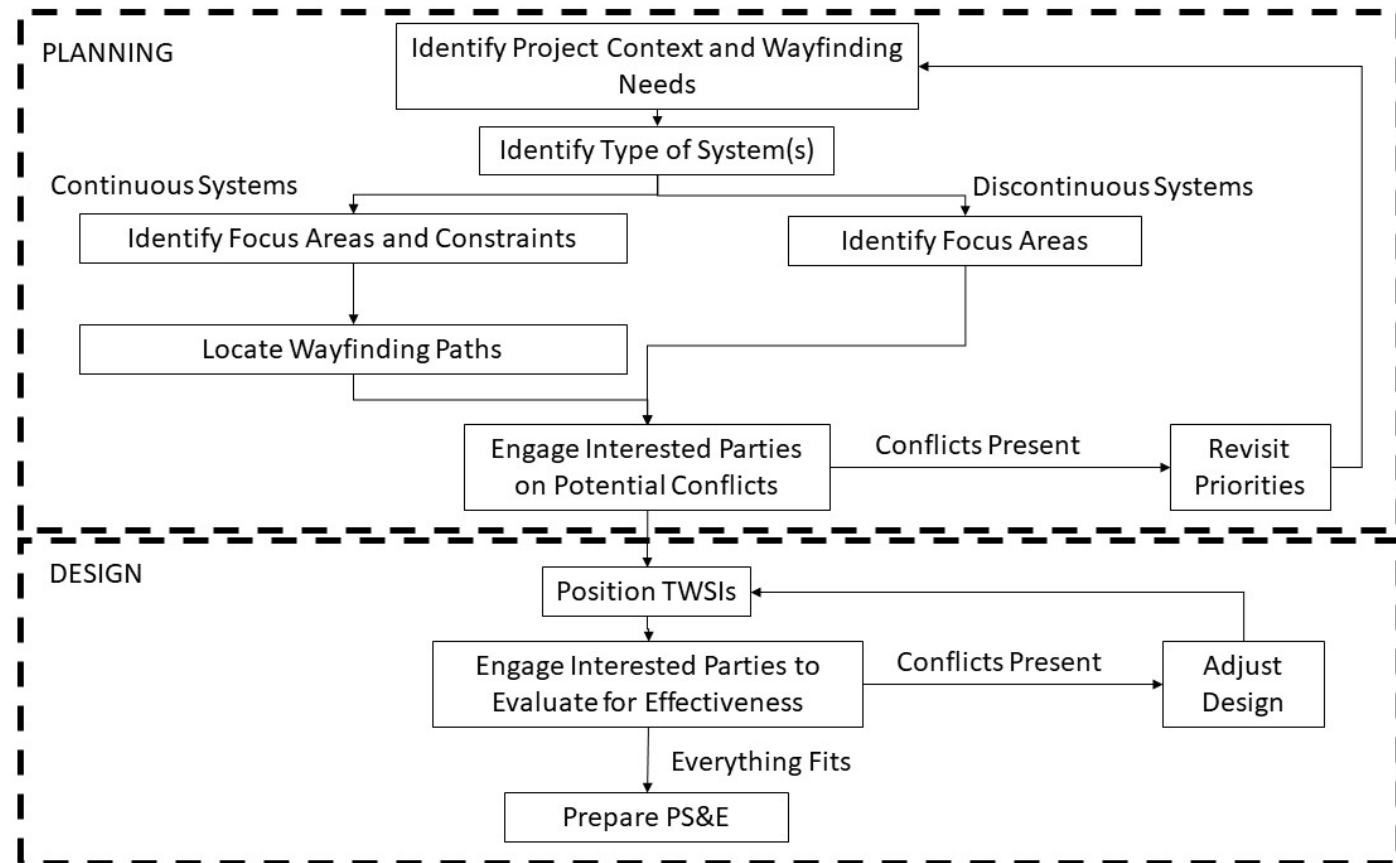 PLANNING
Identify Project Context and Wayfinding
Needs
Identify Type of System(s)
Continuous Systems
Discontinuous Systems
Identify Focus Areas and Constraints
Identify Focus Areas
Locate Wayfinding Paths
Engage Interested Parties
on Potential Conflicts
Conflicts Present
Revisit
Priorities
DESIGN
Position TWSIs
Engage Interested Parties to
Evaluate for Effectiveness
Conflicts Present
Adjust
Design
Everything Fits
Prepare PS&E